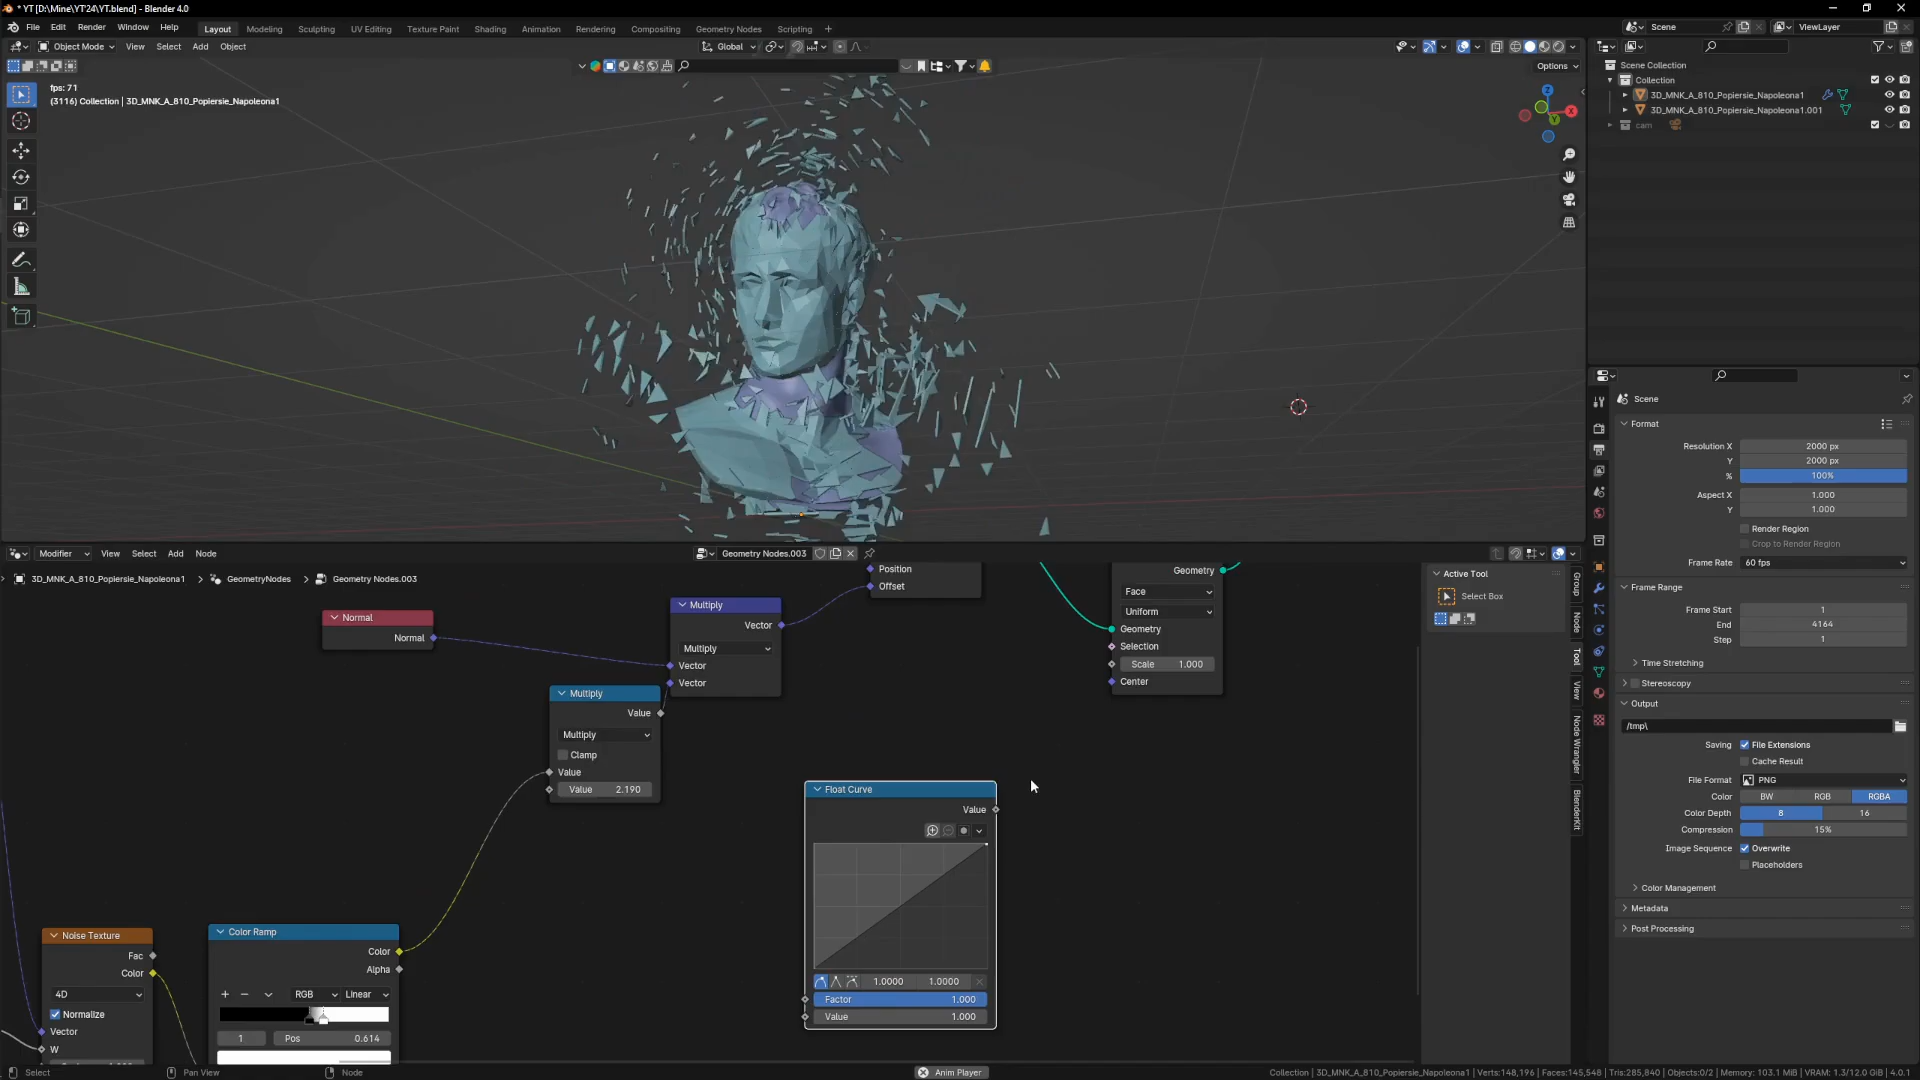 * YT [D:\Mine\YT'24\YT.blend] - Blender 4.0
File Edit Render Window Help
Layout Modeling Sculpting UV Editing Texture Paint Shading Animation Rendering Compositing Geometry Nodes Scripting +
Scene
ViewLayer
Object Mode View Select Add Object
Global
Options
fps: 71
(3116) Collection | 3D_MNK_A_810_Popiersie_Napoleona1
Z
X
Y
Scene Collection
Collection
3D_MNK_A_810_Popiersie_Napoleona1
3D_MNK_A_810_Popiersie_Napoleona1.001
cam
Scene
Format
Resolution X 2000 px
Y 2000 px
% 100%
Aspect X 1.000
Y 1.000
Render Region
Crop to Render Region
Frame Rate 60 fps
Frame Range
Frame Start 1
End 4164
Step 1
Time Stretching
Stereoscopy
Output
/tmp\
Saving File Extensions
Cache Result
File Format PNG
Color BW RGB RGBA
Color Depth 8 16
Compression 15%
Image Sequence Overwrite
Placeholders
Color Management
Metadata
Post Processing
Modifier View Select Add Node
Geometry Nodes.003
3D_MNK_A_810_Popiersie_Napoleona1 > GeometryNodes > Geometry Nodes.003
Position
Offset
Normal
Normal
Multiply
Vector
Multiply
Vector
Vector
Multiply
Value
Multiply
Clamp
Value
Value 2.190
Geometry
Face
Uniform
Geometry
Selection
Scale 1.000
Center
Float Curve
Value
1.0000 1.0000
Factor 1.000
Value 1.000
Noise Texture
Fac
Color
4D
Normalize
Vector
W
Color Ramp
Color
Alpha
+ - RGB Linear
1 Pos 0.614
Active Tool
Select Box
Group
Node
Tool
View
Node Wrangler
BlenderKit
Select Pan View Node
Anim Player
Collection | 3D_MNK_A_810_Popiersie_Napoleona1 | Verts:148,196 | Faces:145,548 | Tris:285,840 | Objects:0/2 | Memory: 103.1 MiB | VRAM: 1.3/12.0 GiB | 4.0.1